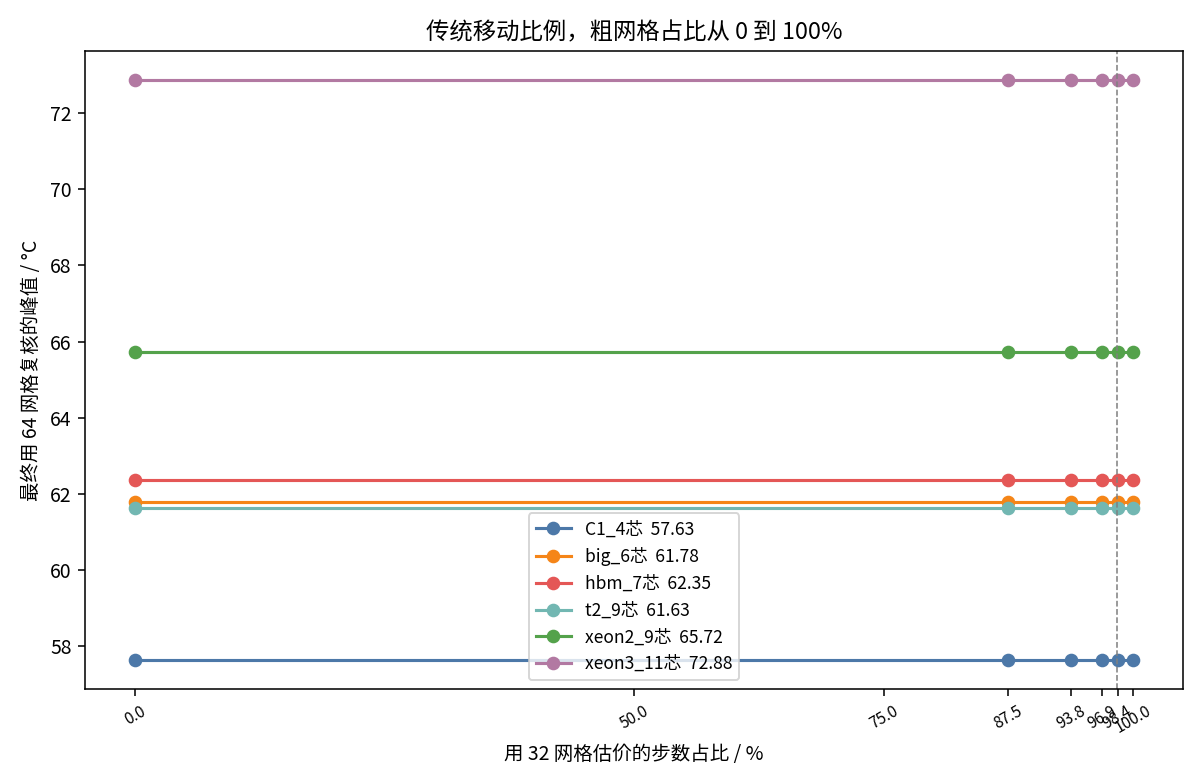 传统移动比例，粗网格占比从 0 到 100%
最终用 64 网格复核的峰值 / °C
72
70
68
66
64
62
60
58
C1_4芯 57.63
big_6芯 61.78
hbm_7芯 62.35
t2_9芯 61.63
xeon2_9芯 65.72
xeon3_11芯 72.88
0.0
50.0
75.0
87.5
93.8
96.9
98.4
100.0
用 32 网格估价的步数占比 / %